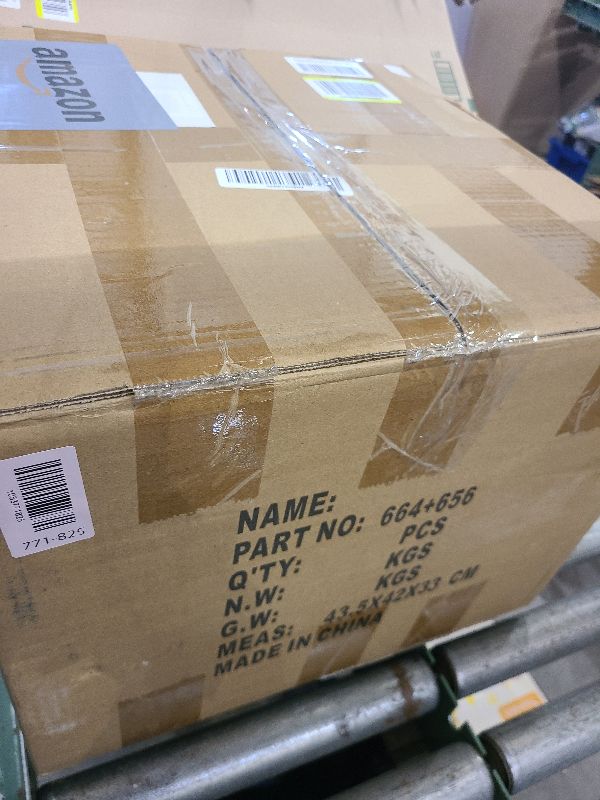 amazon
771-825
NAME:
PART NO: 664+656
Q'TY: PCS
N.W: KGS
G.W: KGS
MEAS: 43.5X42X33 CM
MADE IN CHINA